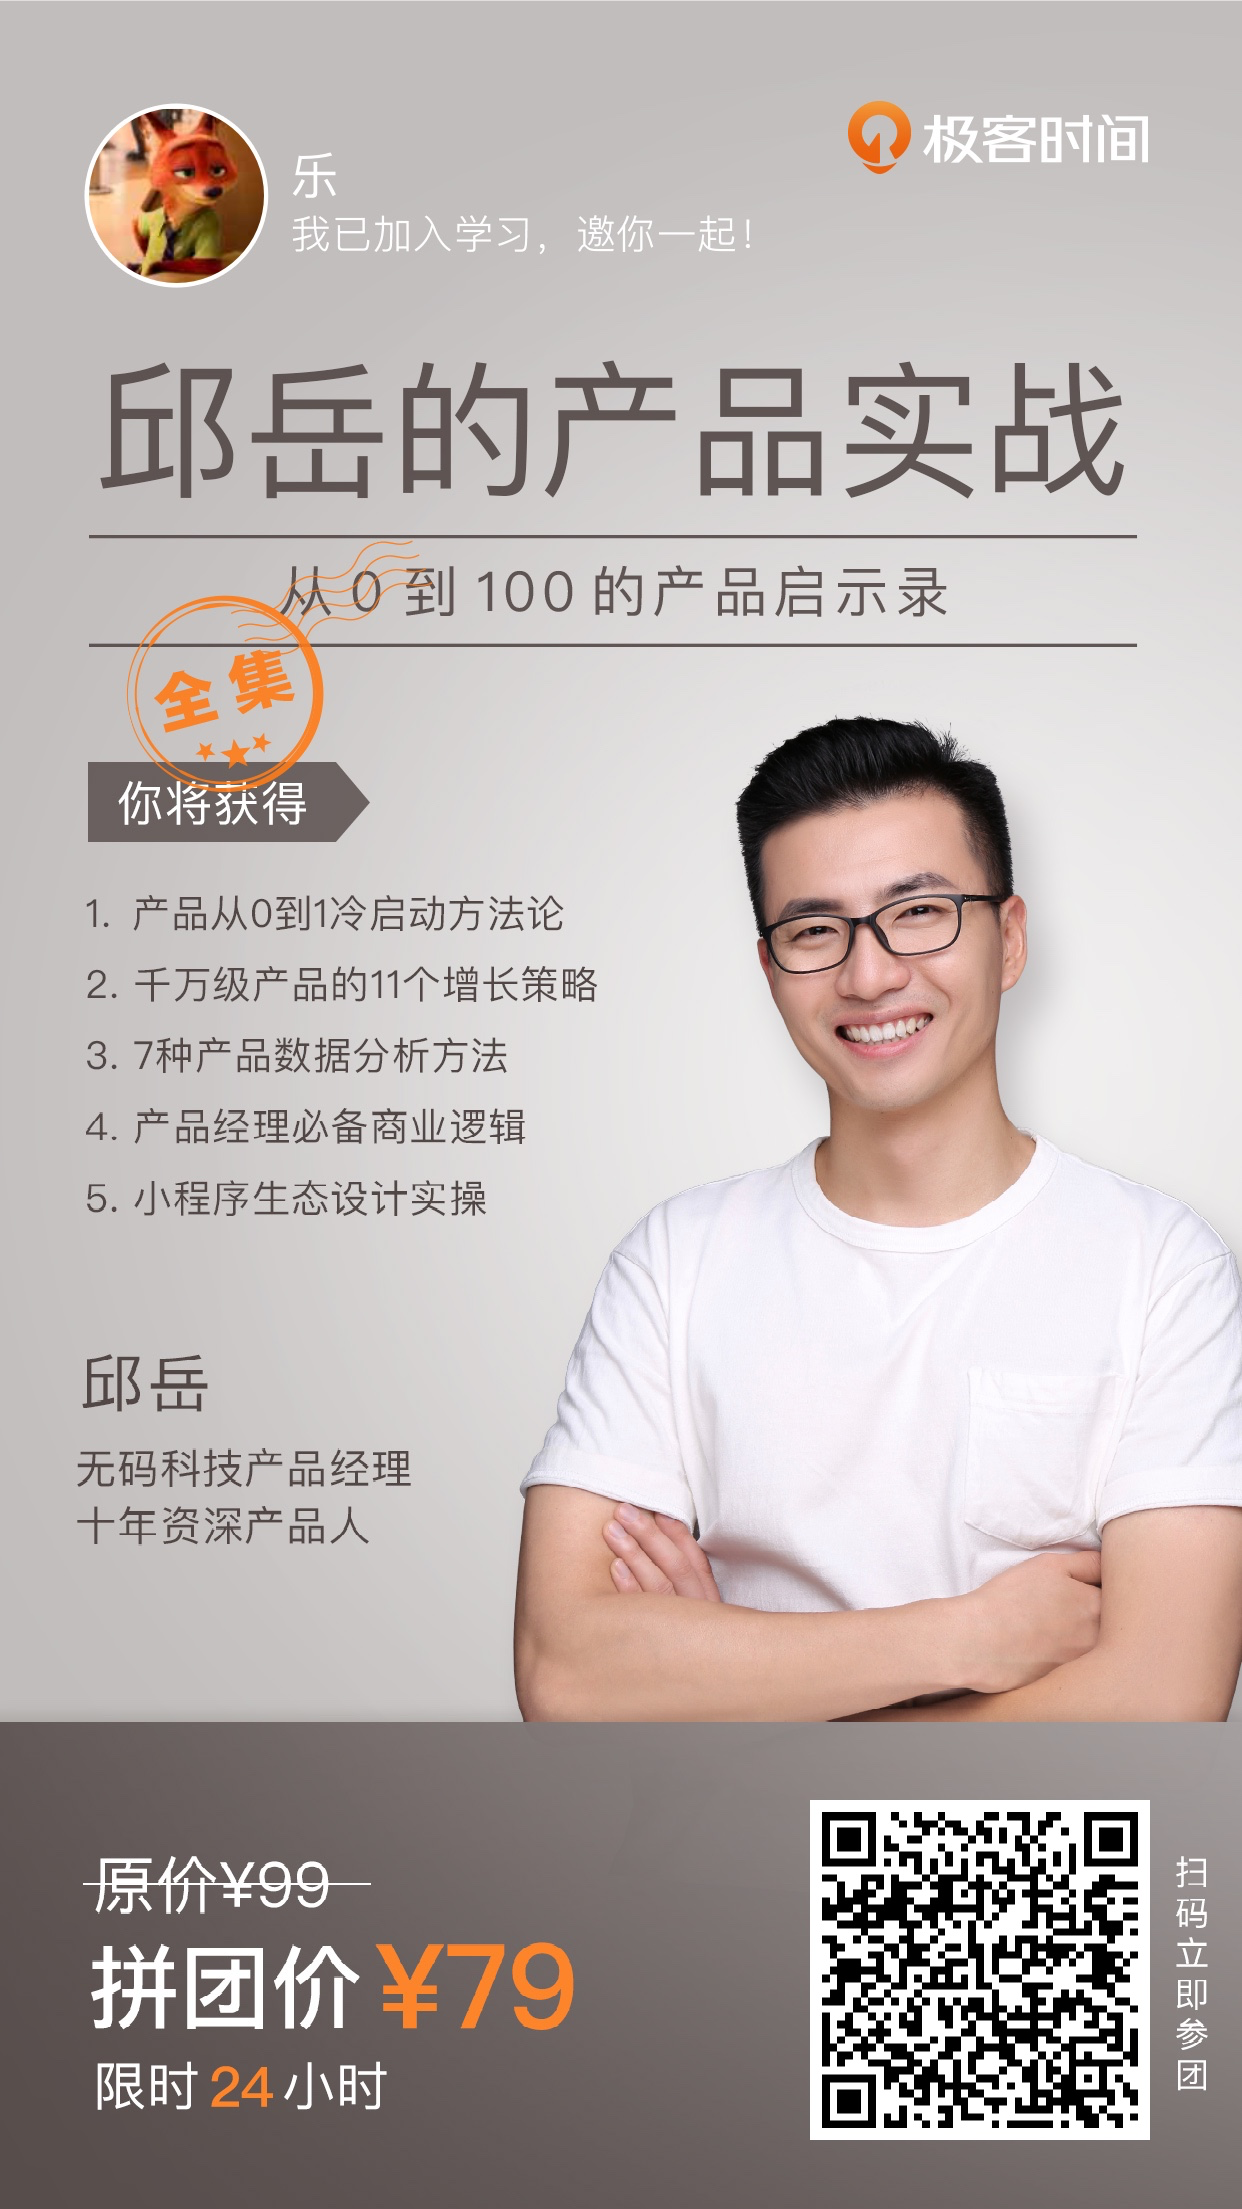 极客时间
乐
我已加入学习，邀你一起！
邱岳的产品实战
从 0 到 100 的产品启示录
全集
你将获得
1. 产品从0到1冷启动方法论
2. 千万级产品的11个增长策略
3. 7种产品数据分析方法
4. 产品经理必备商业逻辑
5. 小程序生态设计实操
邱岳
无码科技产品经理
十年资深产品人
原价¥99
拼团价¥79
限时24小时
扫码立即参团